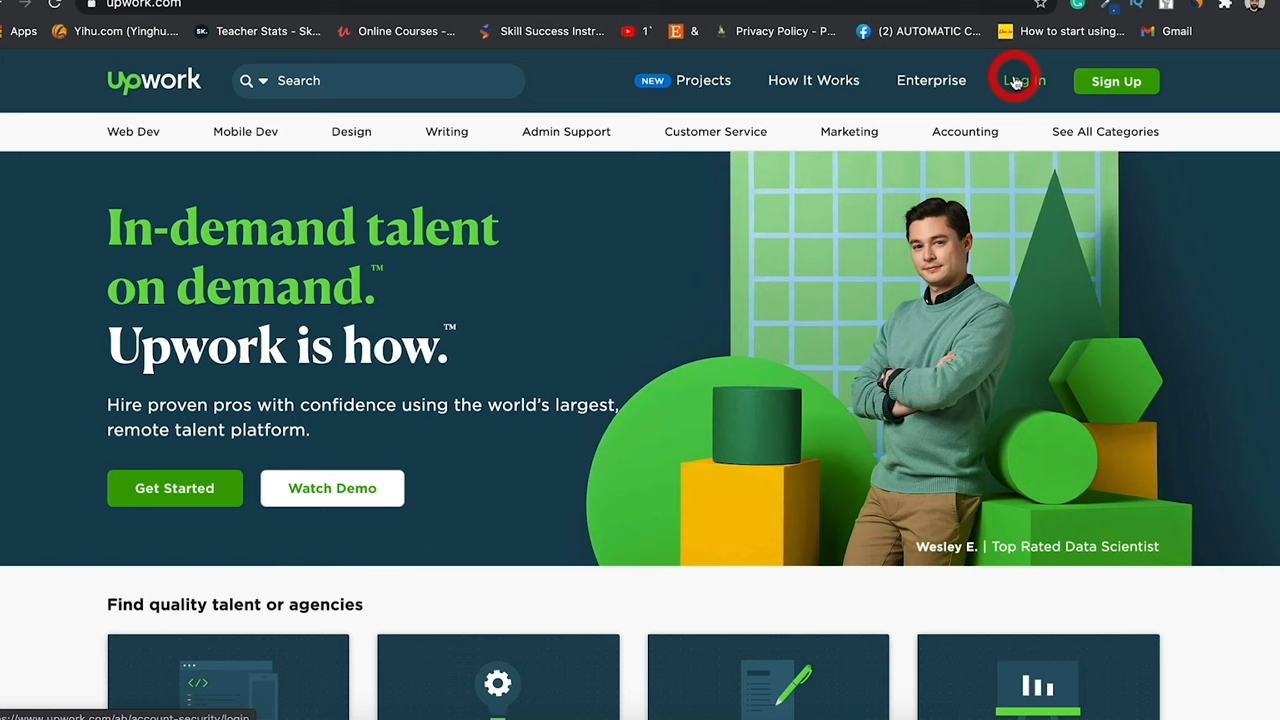 upwork.com
Apps Yihu.com (Yinghu.... SK. Teacher Stats - Sk... Online Courses -... Skill Success Instr... 1` E & Privacy Policy - P... (2) AUTOMATIC C... How to start using... Gmail
Upwork Search NEW Projects How It Works Enterprise Log In Sign Up
Web Dev Mobile Dev Design Writing Admin Support Customer Service Marketing Accounting See All Categories
In-demand talent
on demand.™
Upwork is how.™
Hire proven pros with confidence using the world's largest,
remote talent platform.
Get Started Watch Demo
Wesley E. | Top Rated Data Scientist
Find quality talent or agencies
</>
s://www.upwork.com/ab/account-security/login